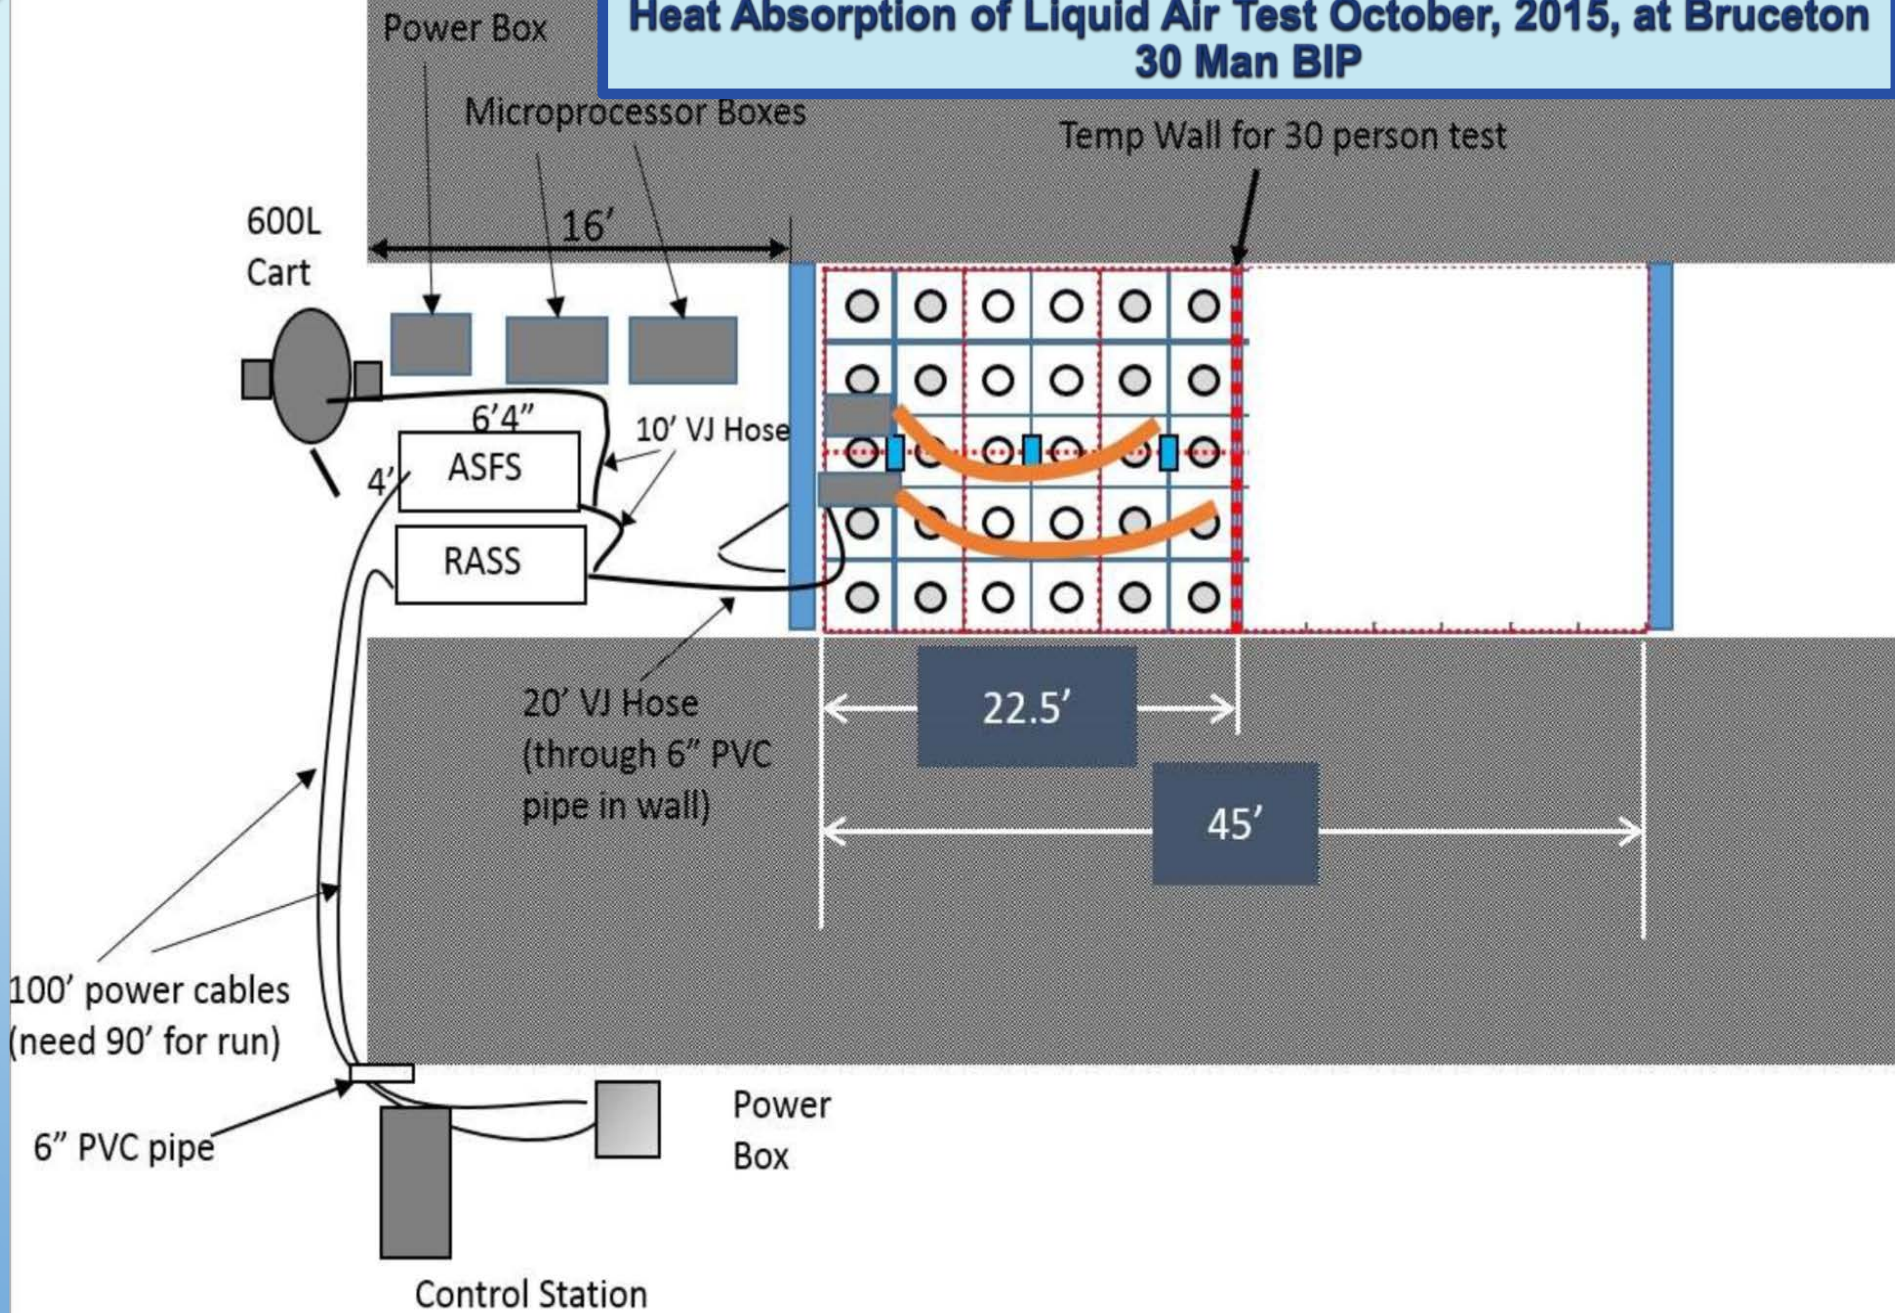 Heat Absorption of Liquid Air Test October, 2015, at Bruceton
30 Man BIP
Power Box
Microprocessor Boxes
Temp Wall for 30 person test
600L
Cart
16’
6’4”
10’ VJ Hose
4’
ASFS
RASS
20’ VJ Hose
(through 6” PVC
pipe in wall)
22.5’
45’
100’ power cables
(need 90’ for run)
6” PVC pipe
Power
Box
Control Station